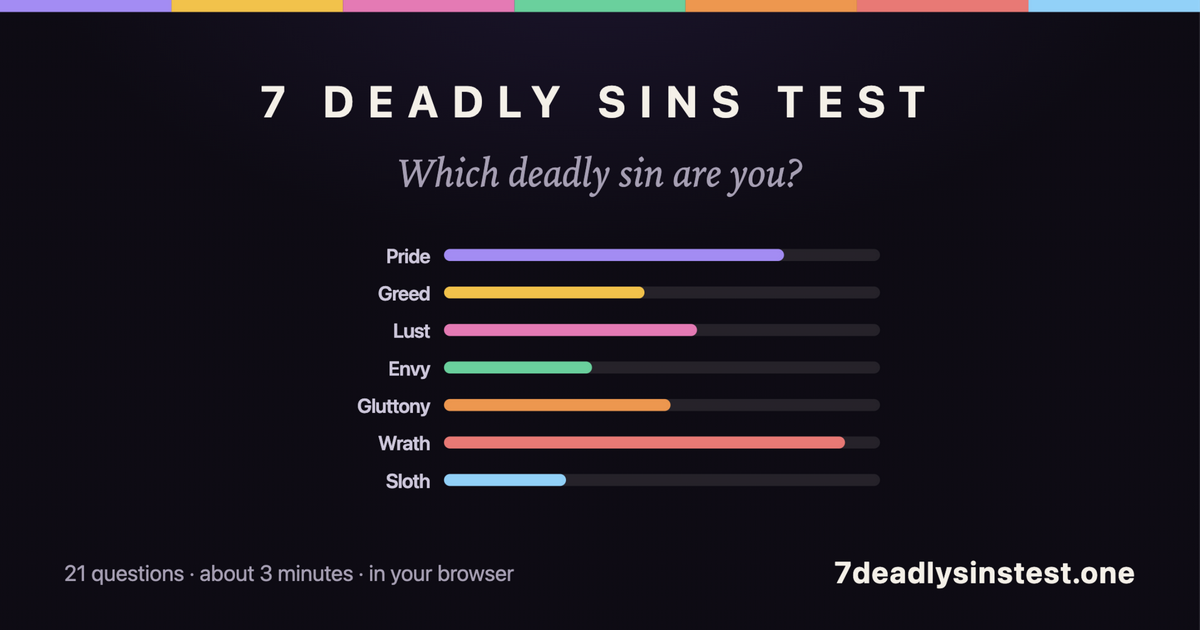 7 DEADLY SINS TEST
Which deadly sin are you?
Pride
Greed
Lust
Envy
Gluttony
Wrath
Sloth
21 questions · about 3 minutes · in your browser
7deadlysinstest.one